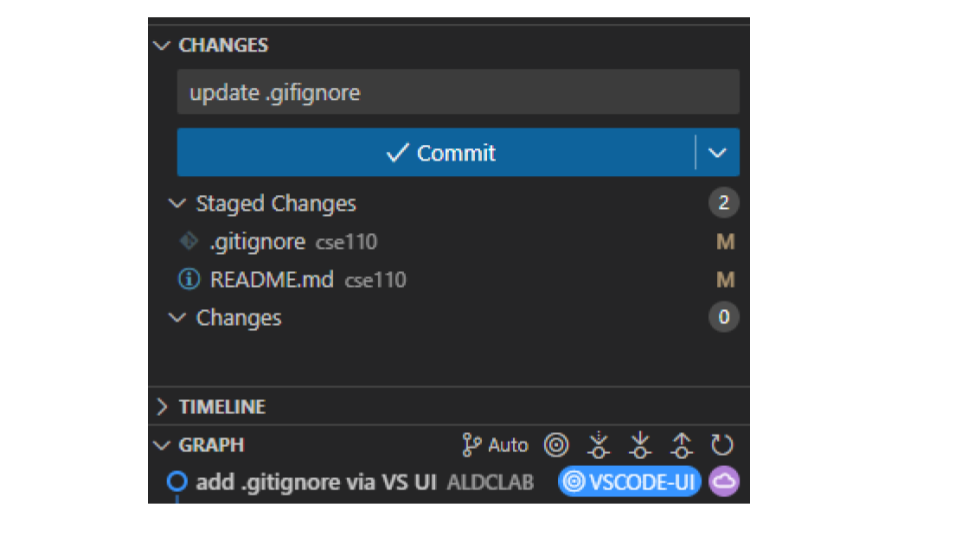 CHANGES
update .gifignore
Commit
Staged Changes 2
.gitignore cse110 M
README.md cse110 M
Changes 0
TIMELINE
GRAPH Auto
add .gitignore via VS UI ALDCLAB VSCODE-UI